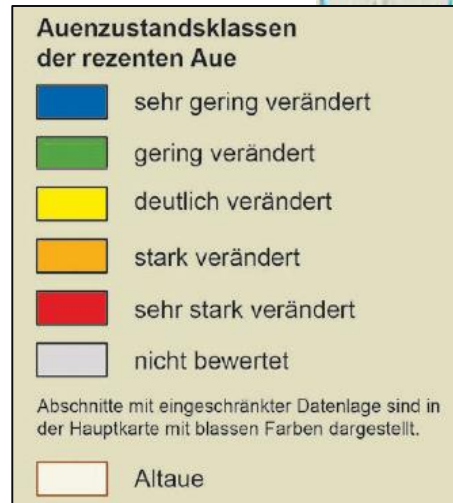 Auenzustandsklassen
der rezenten Aue
sehr gering verändert
gering verändert
deutlich verändert
stark verändert
sehr stark verändert
nicht bewertet
Abschnitte mit eingeschränkter Datenlage sind in
der Hauptkarte mit blassen Farben dargestellt.
Altaue